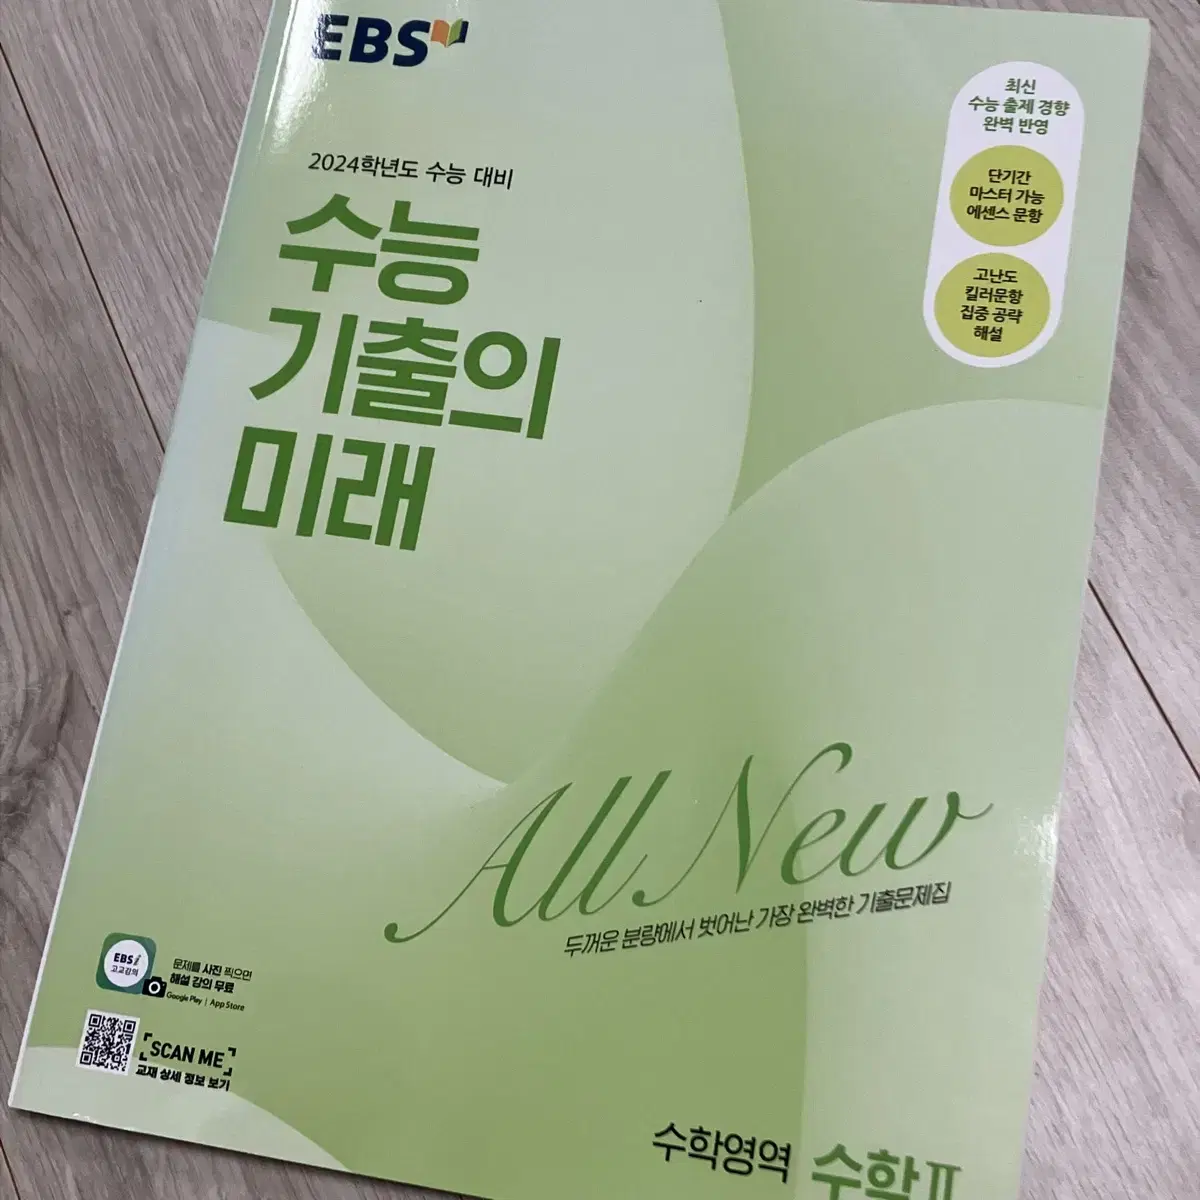 EBS
2024학년도 수능 대비
수능
기출의
미래
최신
수능 출제 경향
완벽 반영
단기간
마스터 가능
에센스 문항
고난도
킬러문항
집중 공략
해설
All New
두꺼운 분량에서 벗어난 가장 완벽한 기출문제집
EBSi
고교강의
문제를 사진 찍으면
해설 강의 무료
Google Play | App Store
SCAN ME
교재 상세 정보 보기
수학영역 수학Ⅱ